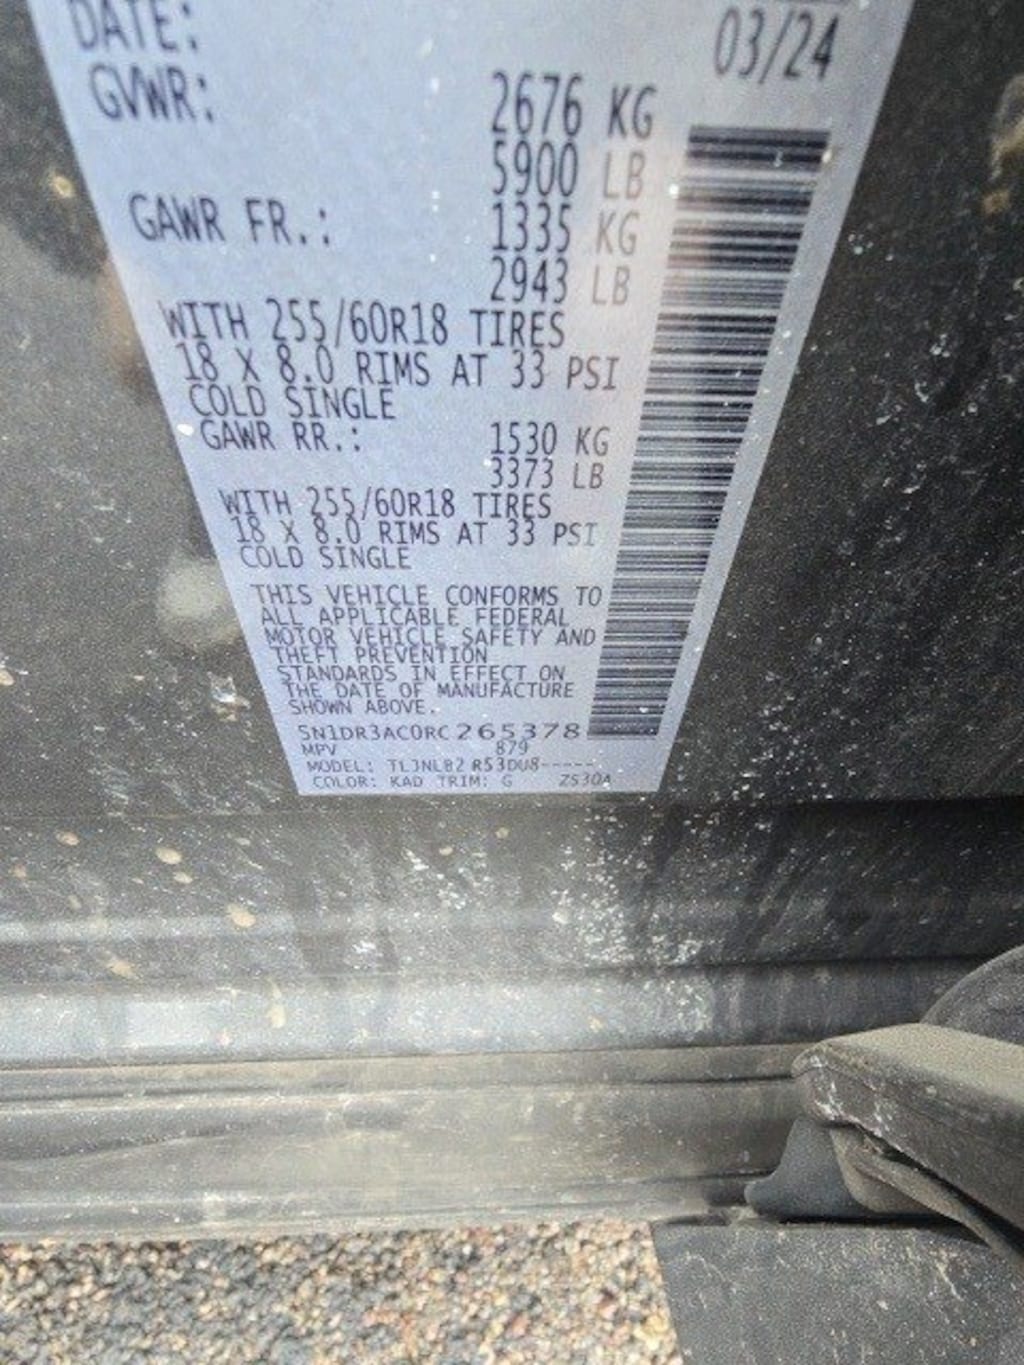 DATE: 03/24
GVWR: 2676 KG
5900 LB
GAWR FR.: 1335 KG
2943 LB
WITH 255/60R18 TIRES
18 X 8.0 RIMS AT 33 PSI
COLD SINGLE
GAWR RR.: 1530 KG
3373 LB
WITH 255/60R18 TIRES
18 X 8.0 RIMS AT 33 PSI
COLD SINGLE
THIS VEHICLE CONFORMS TO
ALL APPLICABLE FEDERAL
MOTOR VEHICLE SAFETY AND
THEFT PREVENTION
STANDARDS IN EFFECT ON
THE DATE OF MANUFACTURE
SHOWN ABOVE.
5N1DR3AC0RC265378
MPV 879
MODEL: TLJNLB2 R53DU8-----
COLOR: KAD TRIM: G ZS30A